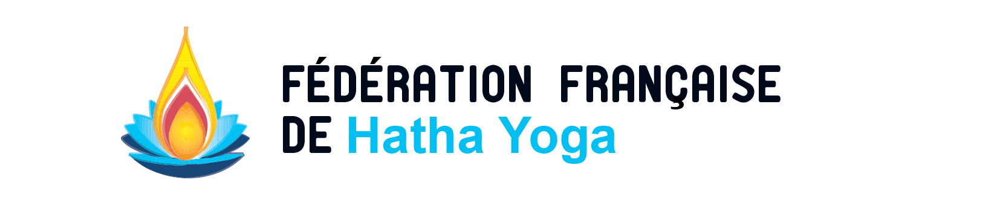 FÉDÉRATION FRANÇAISE
DE Hatha Yoga